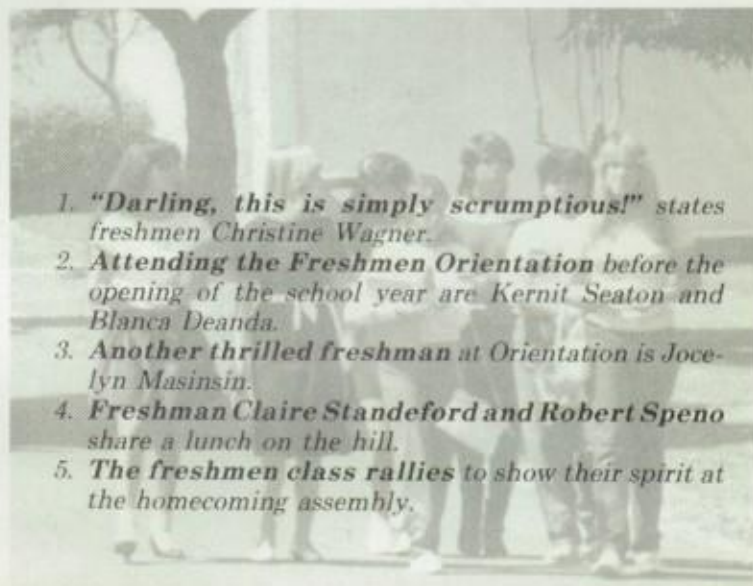 1. "Darling, this is simply scrumptious!" states
freshmen Christine Wagner.
2. Attending the Freshmen Orientation before the
opening of the school year are Kernit Seaton and
Blanca Deanda.
3. Another thrilled freshman at Orientation is Joce-
lyn Masinsin.
4. Freshman Claire Standeford and Robert Speno
share a lunch on the hill.
5. The freshmen class rallies to show their spirit at
the homecoming assembly.